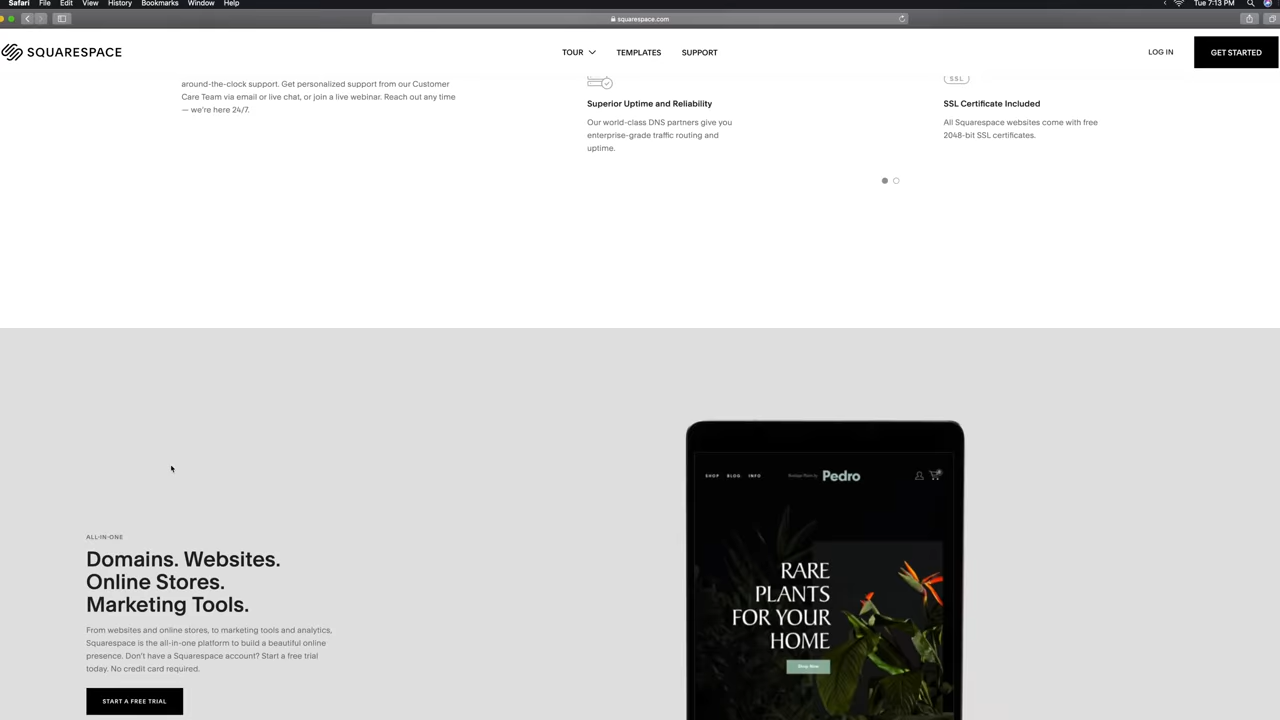 Safari File Edit View History Bookmarks Window Help Tue 7:13 PM
squarespace.com
SQUARESPACE TOUR TEMPLATES SUPPORT LOG IN GET STARTED
around-the-clock support. Get personalized support from our Customer
Care Team via email or live chat, or join a live webinar. Reach out any time
— we're here 24/7.
Superior Uptime and Reliability
Our world-class DNS partners give you
enterprise-grade traffic routing and
uptime.
SSL
SSL Certificate Included
All Squarespace websites come with free
2048-bit SSL certificates.
ALL-IN-ONE
Domains. Websites.
Online Stores.
Marketing Tools.
From websites and online stores, to marketing tools and analytics,
Squarespace is the all-in-one platform to build a beautiful online
presence. Don't have a Squarespace account? Start a free trial
today. No credit card required.
START A FREE TRIAL
SHOP BLOG INFO Pedro
RARE
PLANTS
FOR YOUR
HOME
Shop Now